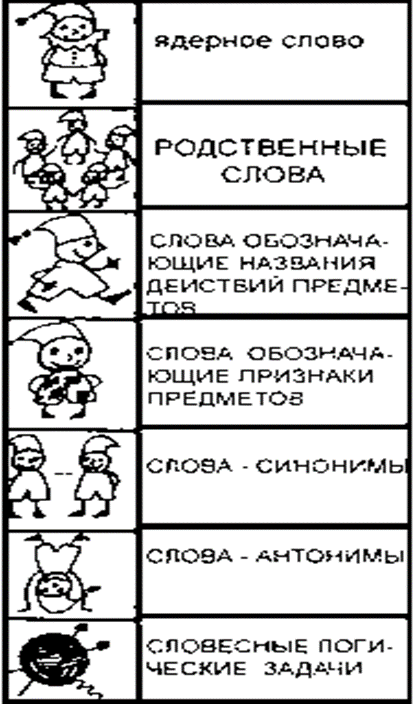 ядерное слово
РОДСТВЕННЫЕ
СЛОВА
СЛОВА ОБОЗНАЧА-
ЮЩИЕ НАЗВАНИЯ
ДЕЙСТВИЙ ПРЕДМЕ-
ТОВ
СЛОВА ОБОЗНАЧА-
ЮЩИЕ ПРИЗНАКИ
ПРЕДМЕТОВ
СЛОВА - СИНОНИМЫ
СЛОВА - АНТОНИМЫ
СЛОВЕСНЫЕ ЛОГИ-
ЧЕСКИЕ ЗАДАЧИ